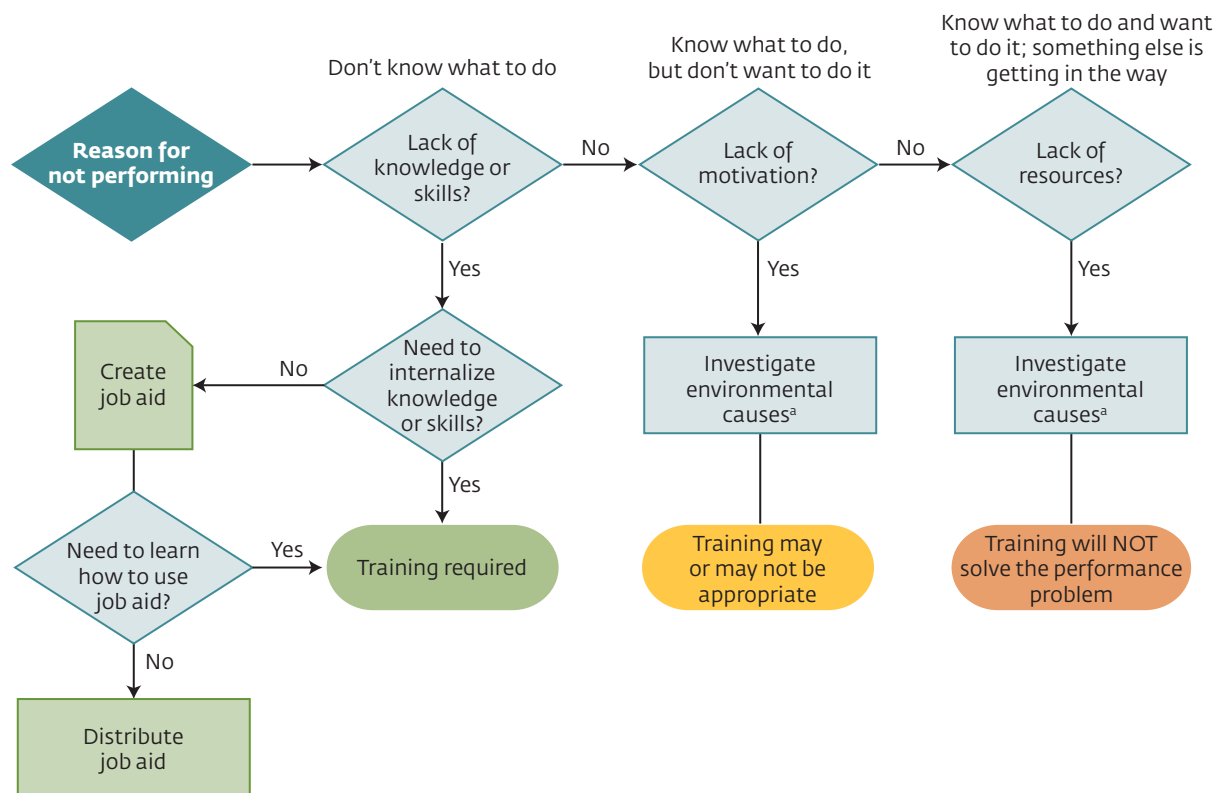 Don't know what to do
Know what to do,
but don't want to do it
Know what to do and want
to do it; something else is
getting in the way
Reason for
not performing
Lack of
knowledge or
skills?
No
Lack of
motivation?
No
Lack of
resources?
Yes
Yes
Yes
Create
job aid
No
Need to
internalize
knowledge
or skills?
Investigate
environmental
causesᵃ
Investigate
environmental
causesᵃ
Yes
Need to learn
how to use
job aid?
Yes
Training required
Training may
or may not be
appropriate
Training will NOT
solve the performance
problem
No
Distribute
job aid